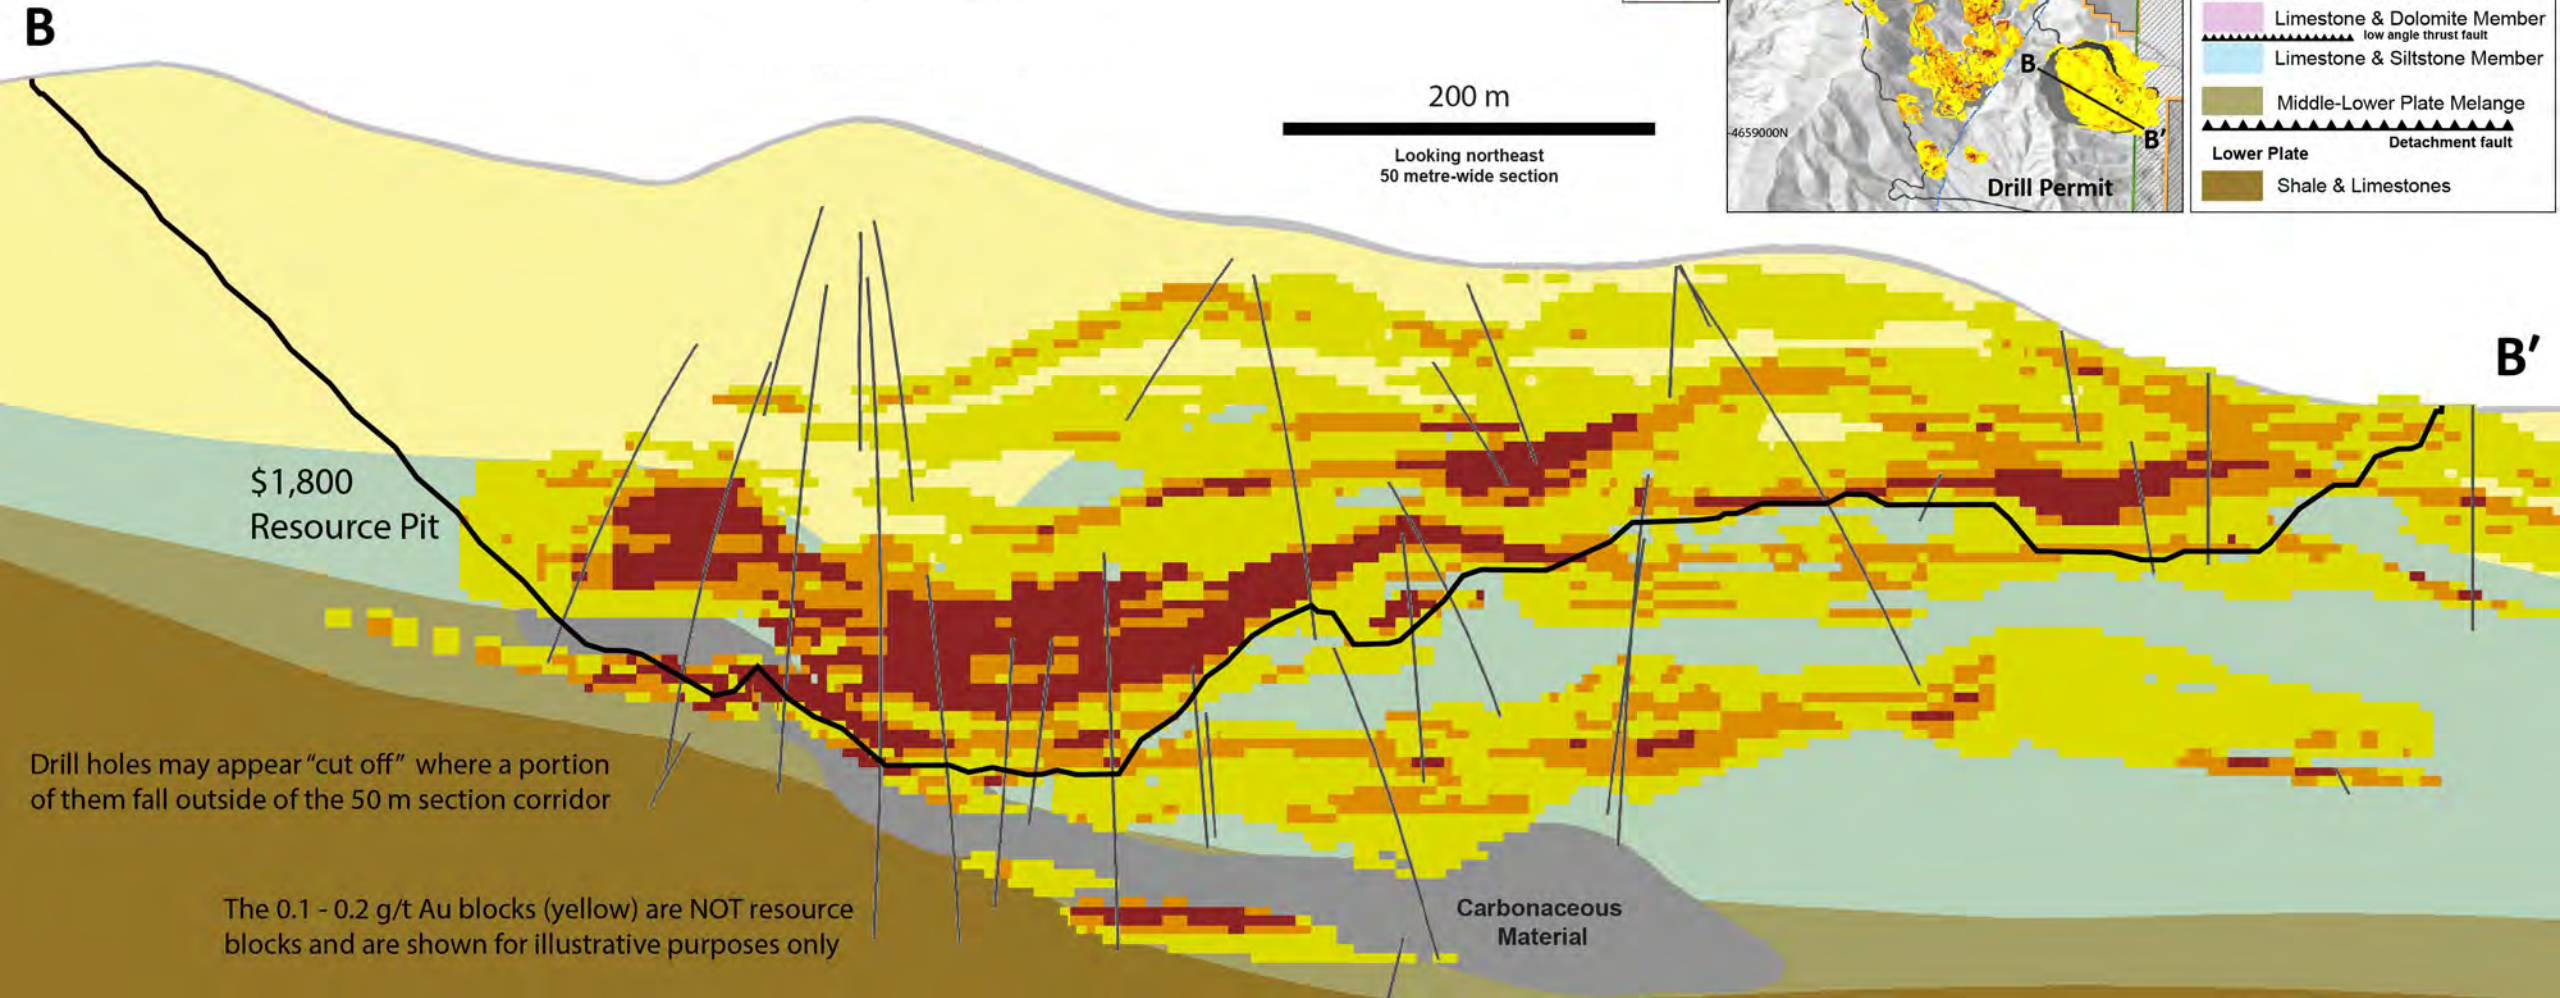 B
200 m
Looking northeast
50 metre-wide section
B
B'
4659000N
Drill Permit
Limestone & Dolomite Member
low angle thrust fault
Limestone & Siltstone Member
Middle-Lower Plate Melange
Detachment fault
Lower Plate
Shale & Limestones
B'
$1,800
Resource Pit
Drill holes may appear “cut off” where a portion
of them fall outside of the 50 m section corridor
The 0.1 - 0.2 g/t Au blocks (yellow) are NOT resource
blocks and are shown for illustrative purposes only
Carbonaceous
Material